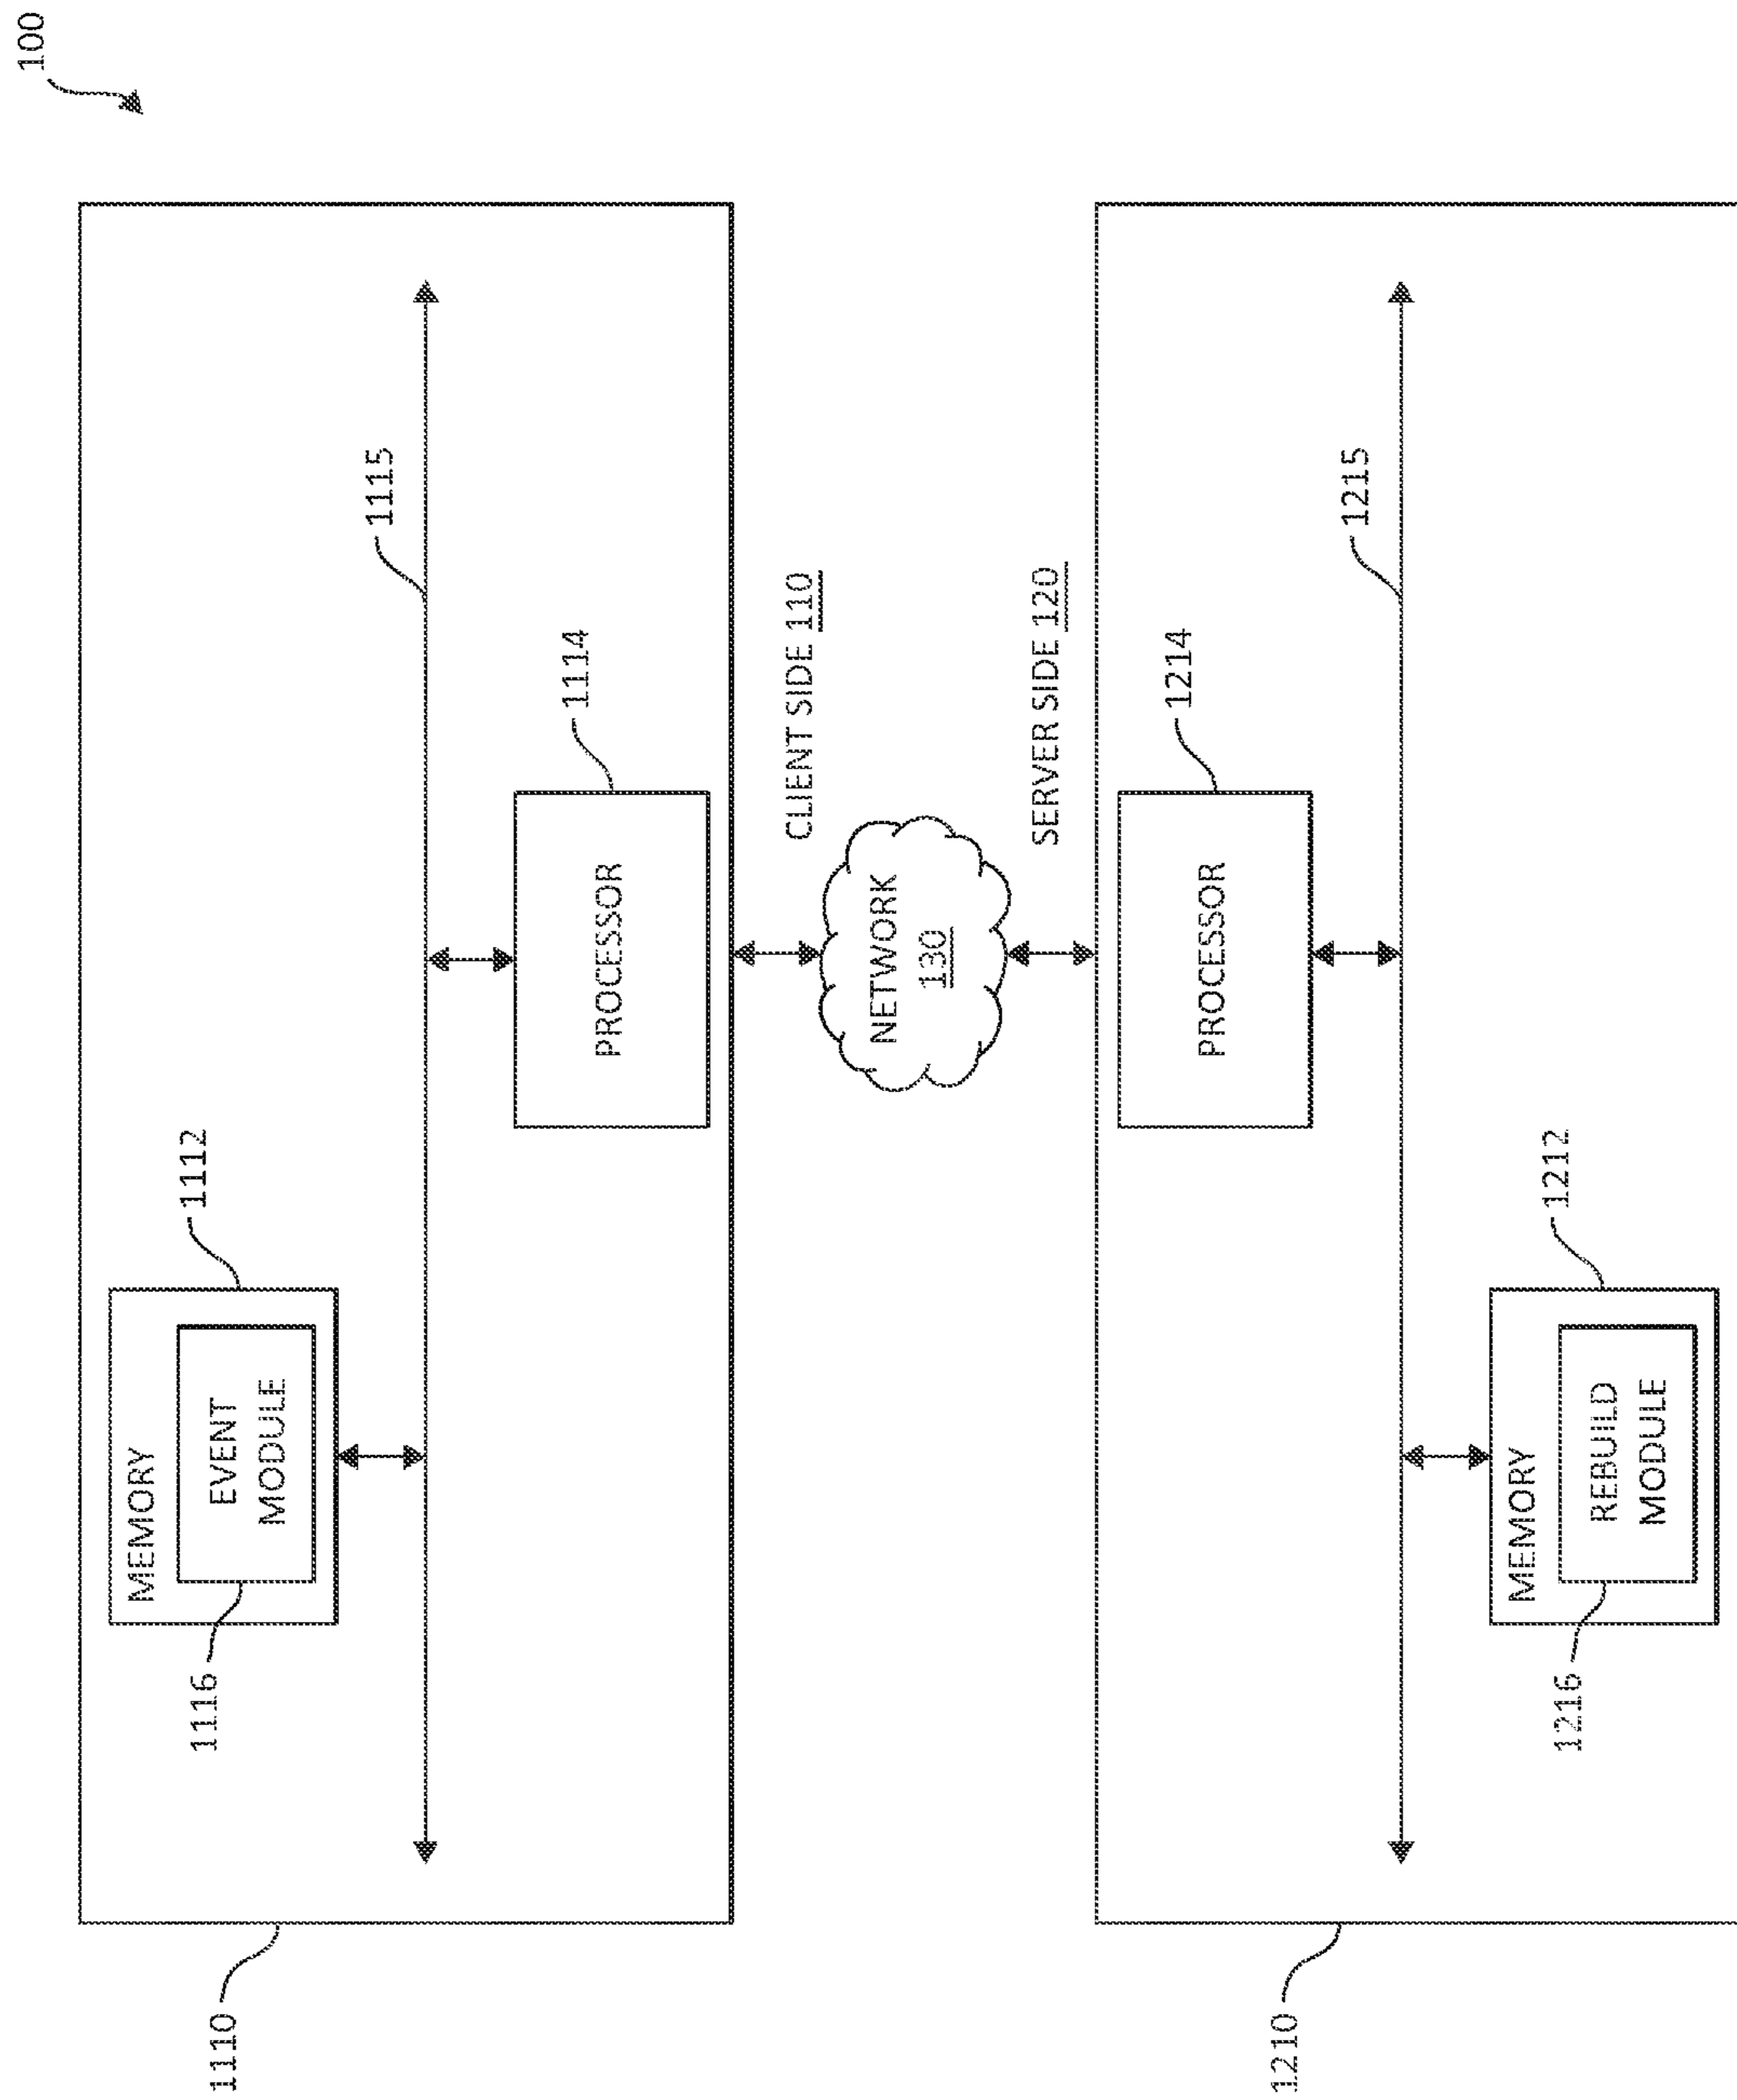 100
1110
MEMORY
EVENT
MODULE
1112
1116
1115
PROCESSOR
1114
CLIENT SIDE 110
NETWORK
130
SERVER SIDE 120
1210
PROCESSOR
1214
1215
MEMORY
REBUILD
MODULE
1212
1216